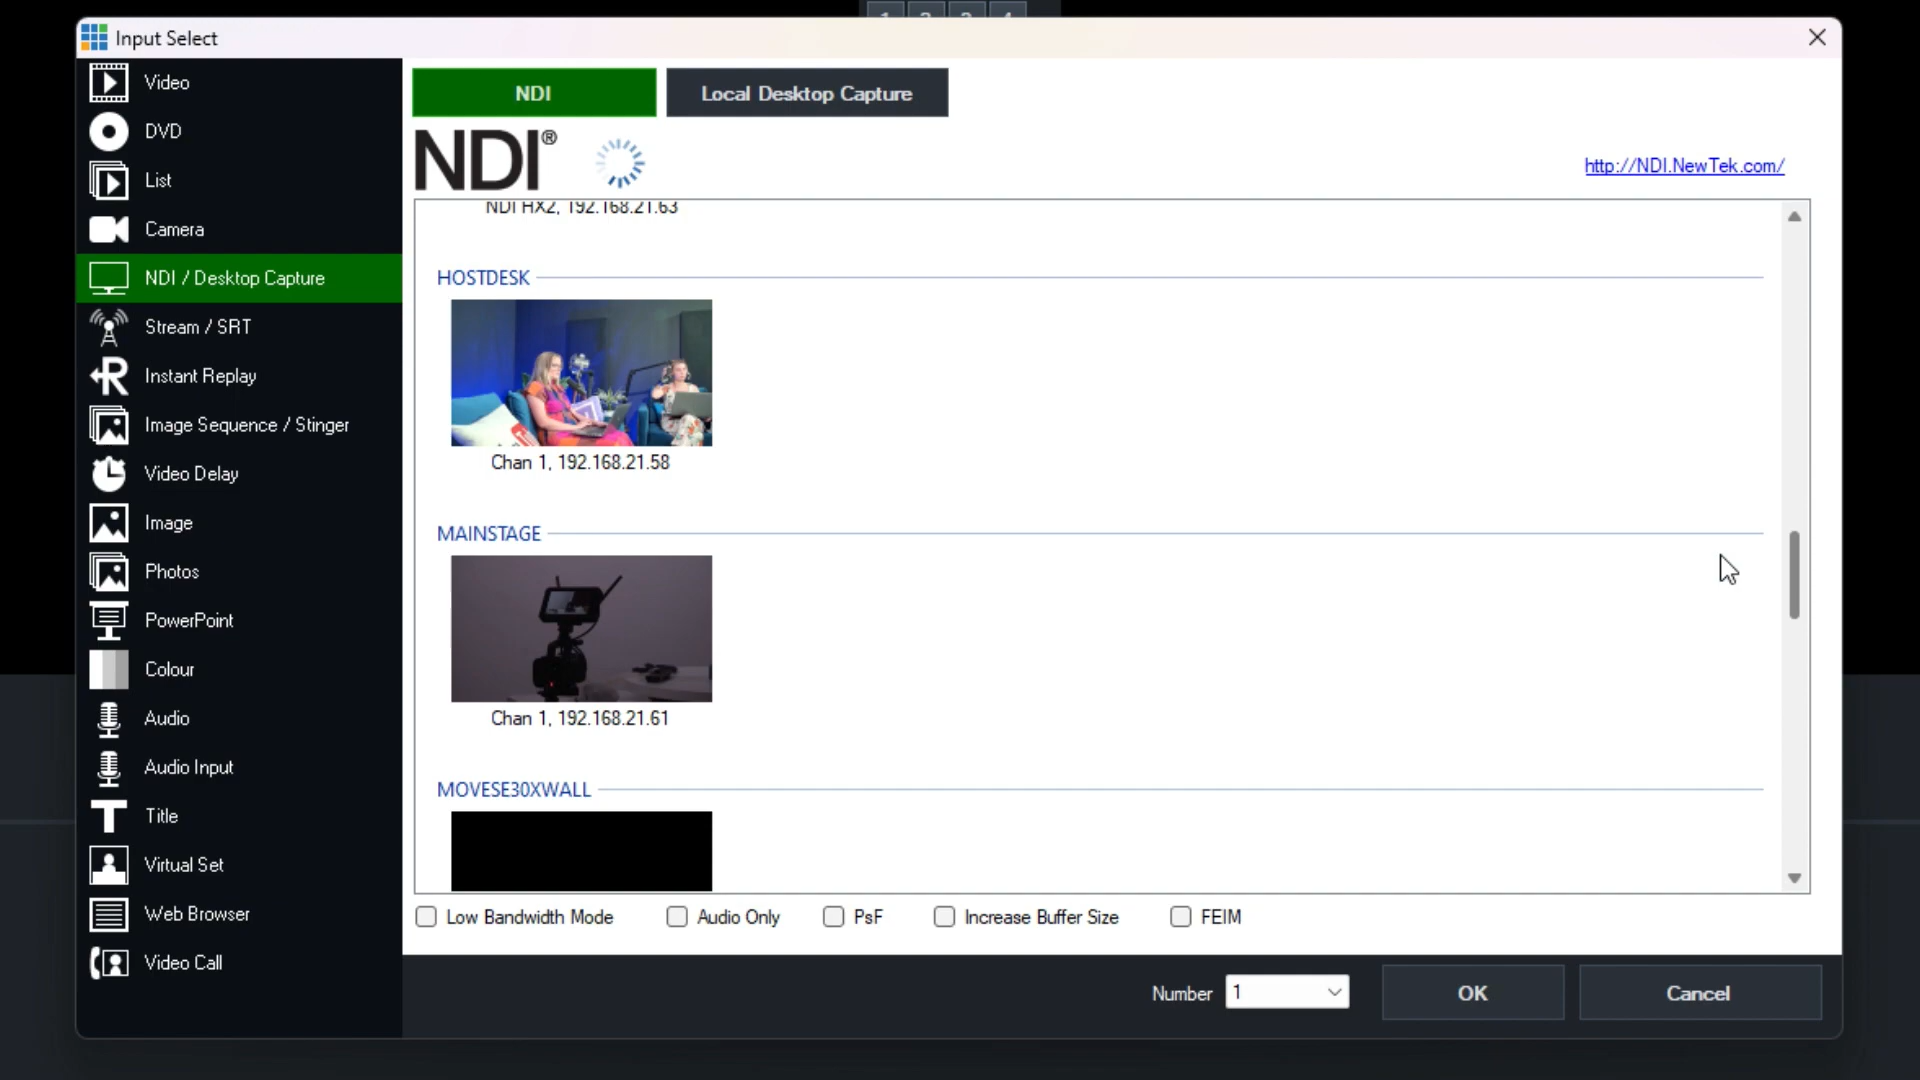 1 2 3 4
Input Select
Video
DVD
List
Camera
NDI / Desktop Capture
Stream / SRT
Instant Replay
Image Sequence / Stinger
Video Delay
Image
Photos
PowerPoint
Colour
Audio
Audio Input
Title
Virtual Set
Web Browser
Video Call
NDI
Local Desktop Capture
NDI®
http://NDI.NewTek.com/
NDI HX2, 192.168.21.63
HOSTDESK
Chan 1, 192.168.21.58
MAINSTAGE
Chan 1, 192.168.21.61
MOVESE30XWALL
Low Bandwidth Mode
Audio Only
PsF
Increase Buffer Size
FEIM
Number
1
OK
Cancel